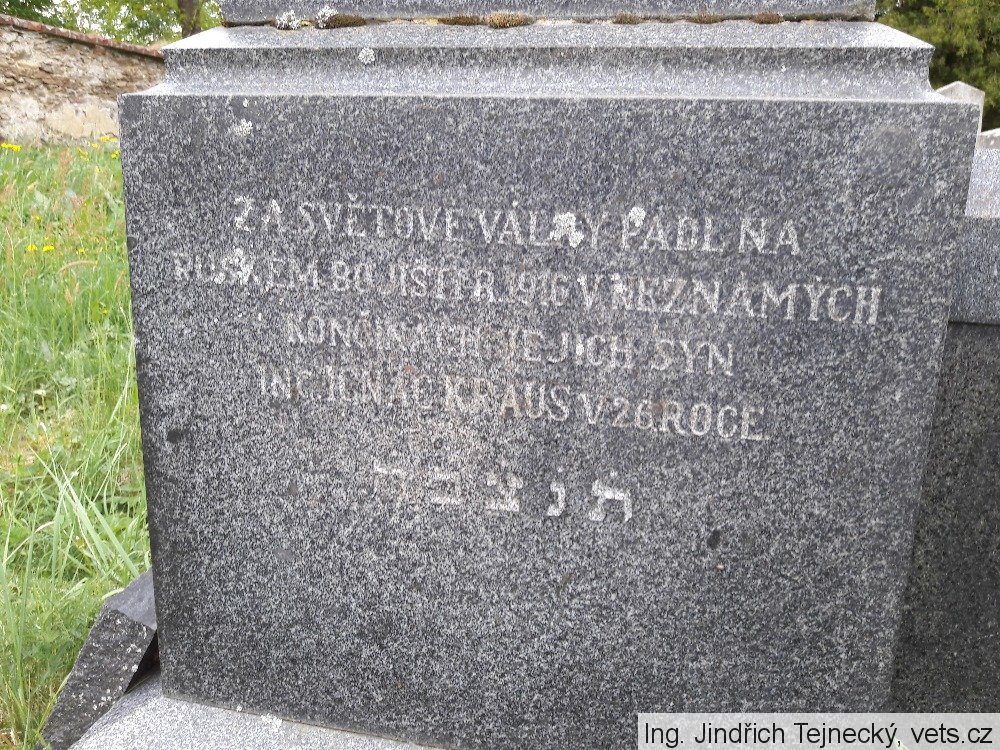 ZA SVĚTOVÉ VÁLKY PADL NA
RUSKÉM BOJIŠTI R. 1916 V NEZNÁMÝCH
KONČINÁCH JEJICH SYN
ING. IGNÁC KRAUS V 26 ROCE
תנצבה
Ing. Jindřich Tejnecký, vets.cz